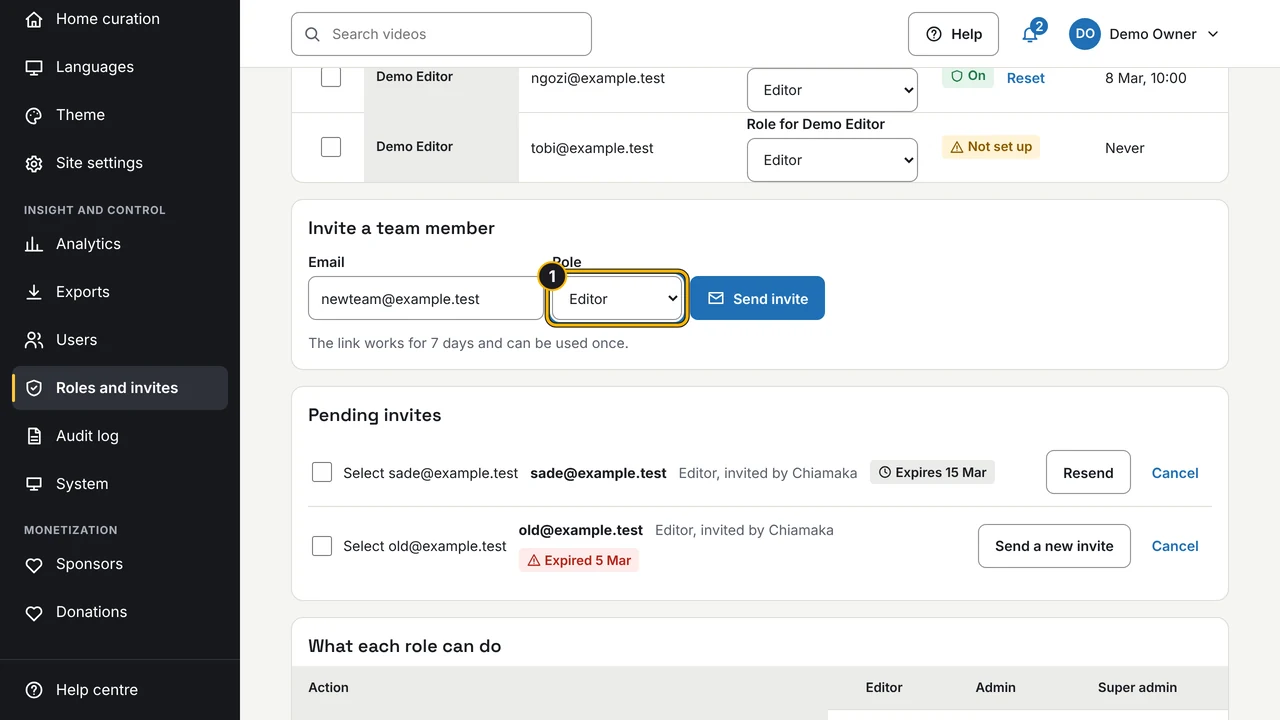 Home curation
Languages
Theme
Site settings
INSIGHT AND CONTROL
Analytics
Exports
Users
Roles and invites
Audit log
System
MONETIZATION
Sponsors
Donations
Help centre
Search videos
Help
2
DO
Demo Owner
Demo Editor
ngozi@example.test
Editor
On
Reset
8 Mar, 10:00
Demo Editor
tobi@example.test
Role for Demo Editor
Editor
Not set up
Never
Invite a team member
Email
Role
1
newteam@example.test
Editor
Send invite
The link works for 7 days and can be used once.
Pending invites
Select sade@example.test
sade@example.test
Editor, invited by Chiamaka
Expires 15 Mar
Resend
Cancel
Select old@example.test
old@example.test
Editor, invited by Chiamaka
Expired 5 Mar
Send a new invite
Cancel
What each role can do
Action
Editor
Admin
Super admin